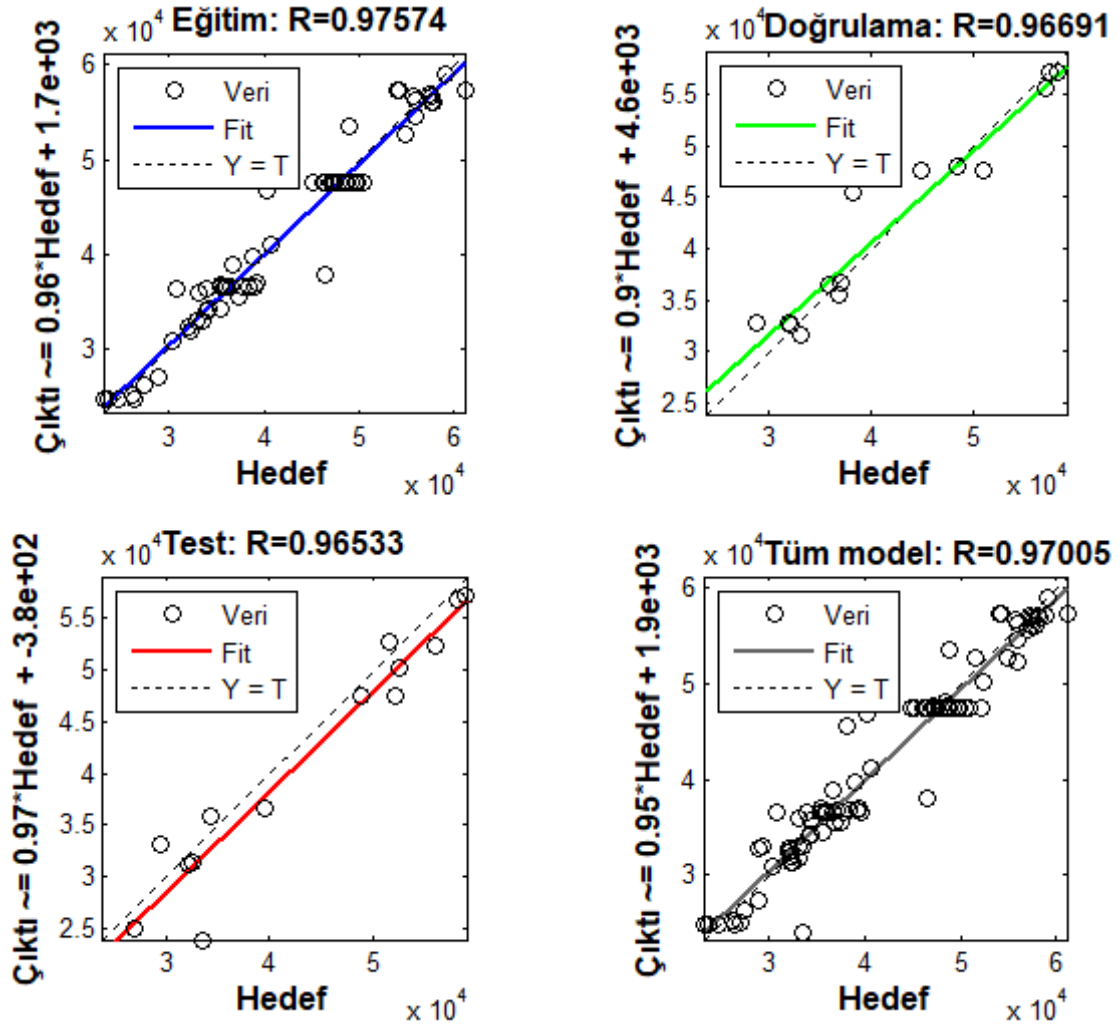 x 10⁴ Eğitim: R=0.97574
Çıktı ~= 0.96*Hedef + 1.7e+03
Veri
Fit
Y = T
6
5
4
3
3 4 5 6
Hedef
x 10⁴
x 10⁴ Doğrulama: R=0.96691
Çıktı ~= 0.9*Hedef + 4.6e+03
Veri
Fit
Y = T
5.5
5
4.5
4
3.5
3
2.5
3 4 5
Hedef
x 10⁴
x 10⁴ Test: R=0.96533
Çıktı ~= 0.97*Hedef + -3.8e+02
Veri
Fit
Y = T
5.5
5
4.5
4
3.5
3
2.5
3 4 5
Hedef
x 10⁴
x 10⁴ Tüm model: R=0.97005
Çıktı ~= 0.95*Hedef + 1.9e+03
Veri
Fit
Y = T
6
5
4
3
3 4 5 6
Hedef
x 10⁴